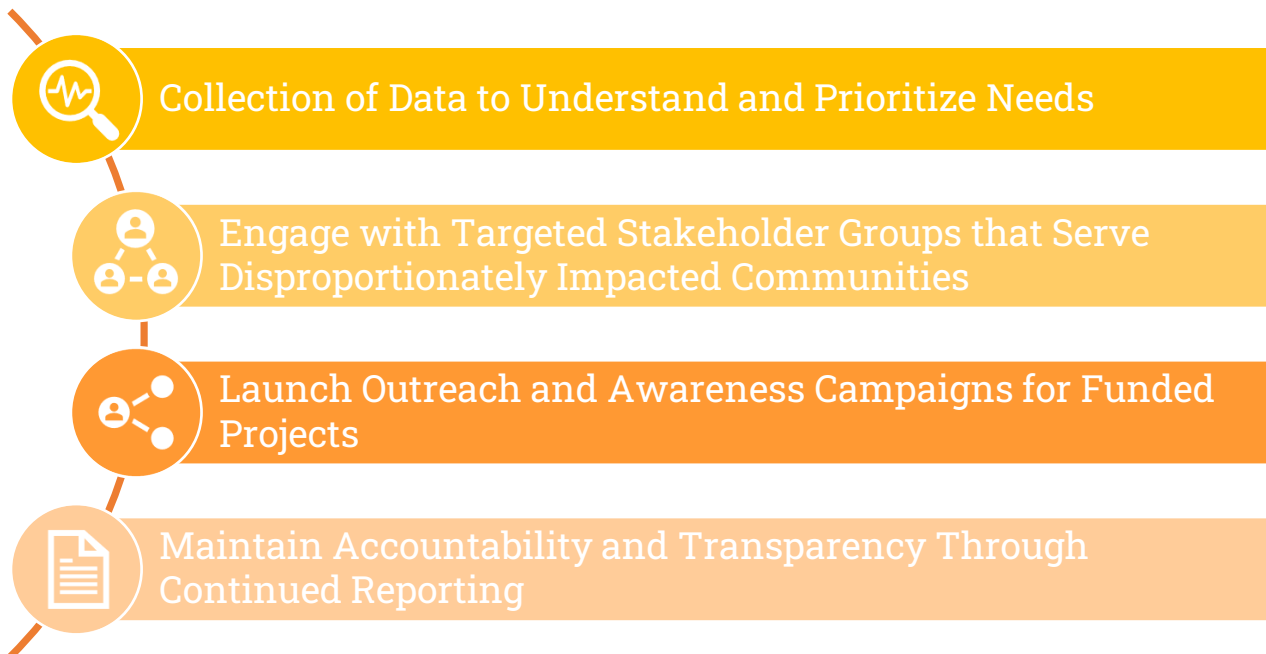 Collection of Data to Understand and Prioritize Needs
Engage with Targeted Stakeholder Groups that Serve
Disproportionately Impacted Communities
Launch Outreach and Awareness Campaigns for Funded
Projects
Maintain Accountability and Transparency Through
Continued Reporting